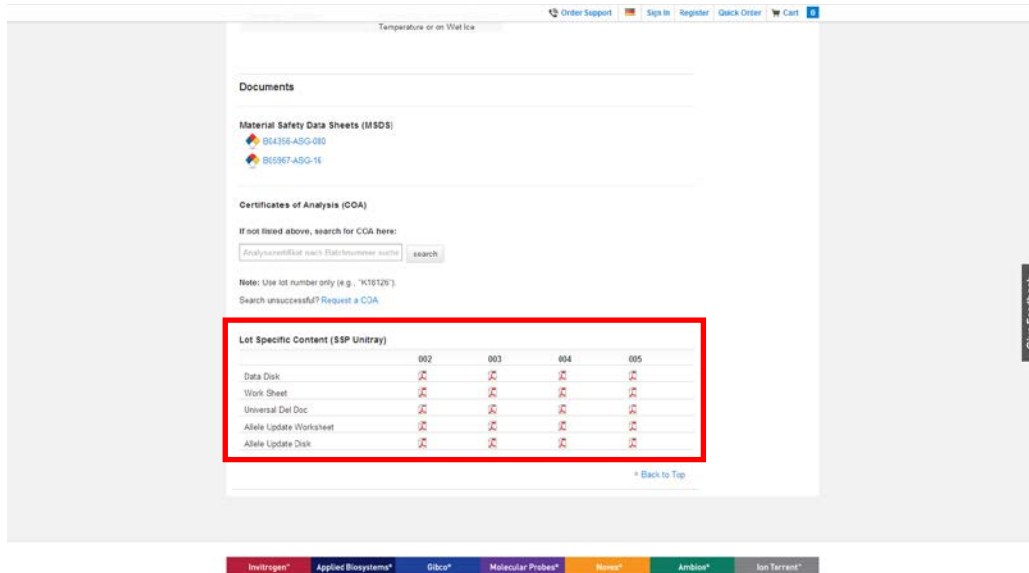 Order Support Sign In Register Quick Order Cart 0
Temperature or on Wet Ice
Documents
Material Safety Data Sheets (MSDS)
B04356-ASG-080
B05967-ASG-16
Certificates of Analysis (COA)
If not listed above, search for COA here:
Analysezertifikat nach Batchnummer suche search
Note: Use lot number only (e.g., "K18126").
Search unsuccessful? Request a COA
Lot Specific Content (SSP Unitray)
002 003 004 005
Data Disk
Work Sheet
Universal Del Doc
Allele Update Worksheet
Allele Update Disk
Back to Top
Invitrogen™ Applied Biosystems® Gibco® Molecular Probes® Novex® Ambion® Ion Torrent™